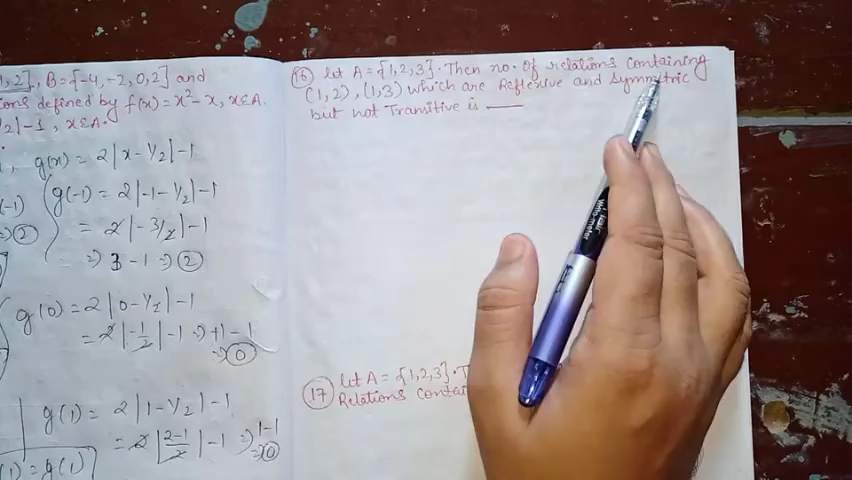 1,2], B = {-4, -2, 0, 2] and
ons defined by f(x) = x²-x, x∈A.
/2|-1, x∈A.
g(x) = 2|x-1/2|-1
g(-1) = 2|-1-1/2|-1
= 2|-3/2|-1
⇒ 3-1 ⇒ 2
g(0) = 2|0-1/2|-1
= 2|-1/2|-1 ⇒ +1-1
⇒ 0
g(1) = 2|1-1/2|-1
= 2|2-1/2|-1 ⇒ 1-1
⇒ 0
(1) = g(1)
16 let A = {1,2,3}. Then no. of relations containing
(1,2), (1,3) which are Reflexive and symmetric
but not Transitive is
17 let A = {1,2,3}. T
Relations contai